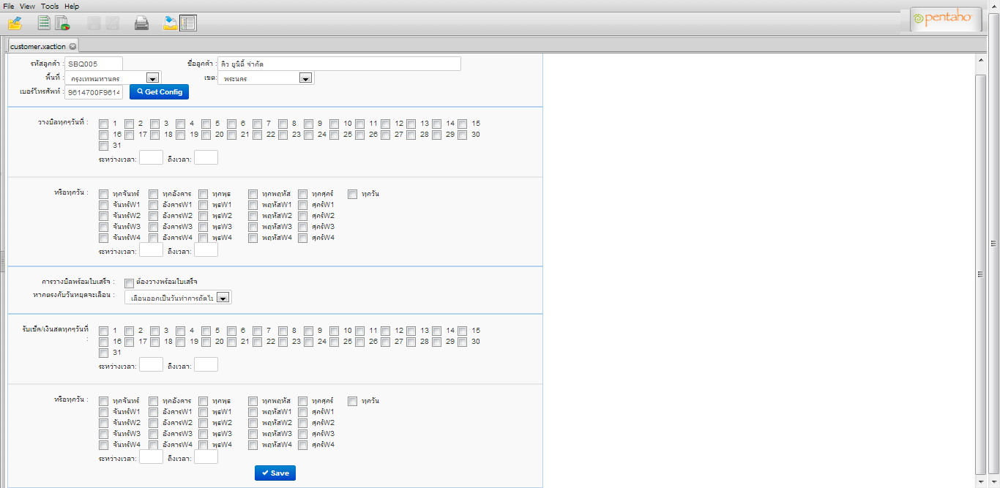 File View Tools Help
pentaho
customer.xaction
รหัสลูกค้า : SBQ005 ชื่อลูกค้า : คิว ยูนิตี้ จำกัด
พื้นที่ : กรุงเทพมหานคร เขต: พระนคร
เบอร์โทรศัพท์ : 9614700F9614 Get Config
วางบิลทุกๆวันที่ : 1 2 3 4 5 6 7 8 9 10 11 12 13 14 15
16 17 18 19 20 21 22 23 24 25 26 27 28 29 30
31
ระหว่างเวลา: ถึงเวลา:
หรือทุกวัน : ทุกจันทร์ ทุกอังคาร ทุกพุธ ทุกพฤหัส ทุกศุกร์ ทุกวัน
จันทร์W1 อังคารW1 พุธW1 พฤหัสW1 ศุกร์W1
จันทร์W2 อังคารW2 พุธW2 พฤหัสW2 ศุกร์W2
จันทร์W3 อังคารW3 พุธW3 พฤหัสW3 ศุกร์W3
จันทร์W4 อังคารW4 พุธW4 พฤหัสW4 ศุกร์W4
ระหว่างเวลา: ถึงเวลา:
การวางบิลพร้อมใบเสร็จ : ต้องวางพร้อมใบเสร็จ
หากตรงกับวันหยุดจะเลื่อน : เลื่อนออกเป็นวันทำการถัดไป
รับเช็ค/เงินสดทุกๆวันที่ : 1 2 3 4 5 6 7 8 9 10 11 12 13 14 15
16 17 18 19 20 21 22 23 24 25 26 27 28 29 30
31
ระหว่างเวลา: ถึงเวลา:
หรือทุกวัน : ทุกจันทร์ ทุกอังคาร ทุกพุธ ทุกพฤหัส ทุกศุกร์ ทุกวัน
จันทร์W1 อังคารW1 พุธW1 พฤหัสW1 ศุกร์W1
จันทร์W2 อังคารW2 พุธW2 พฤหัสW2 ศุกร์W2
จันทร์W3 อังคารW3 พุธW3 พฤหัสW3 ศุกร์W3
จันทร์W4 อังคารW4 พุธW4 พฤหัสW4 ศุกร์W4
ระหว่างเวลา: ถึงเวลา:
Save